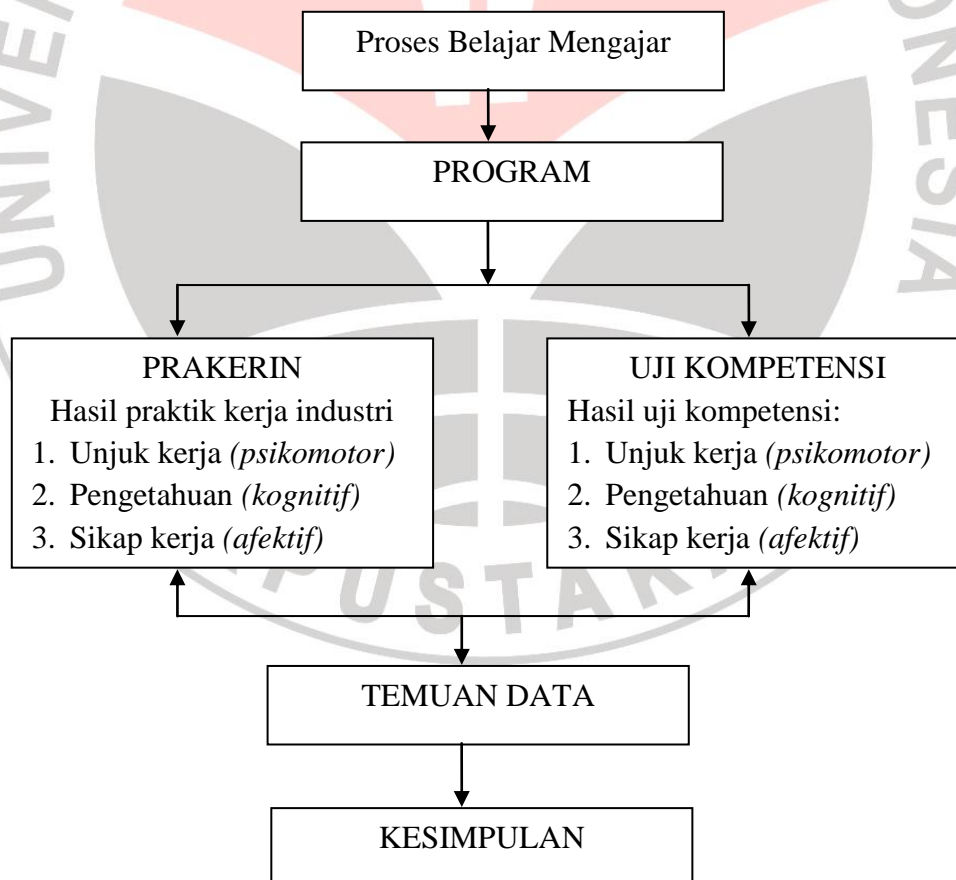 Proses Belajar Mengajar
PROGRAM
PRAKERIN
Hasil praktik kerja industri
1. Unjuk kerja (psikomotor)
2. Pengetahuan (kognitif)
3. Sikap kerja (afektif)
UJI KOMPETENSI
Hasil uji kompetensi:
1. Unjuk kerja (psikomotor)
2. Pengetahuan (kognitif)
3. Sikap kerja (afektif)
TEMUAN DATA
KESIMPULAN